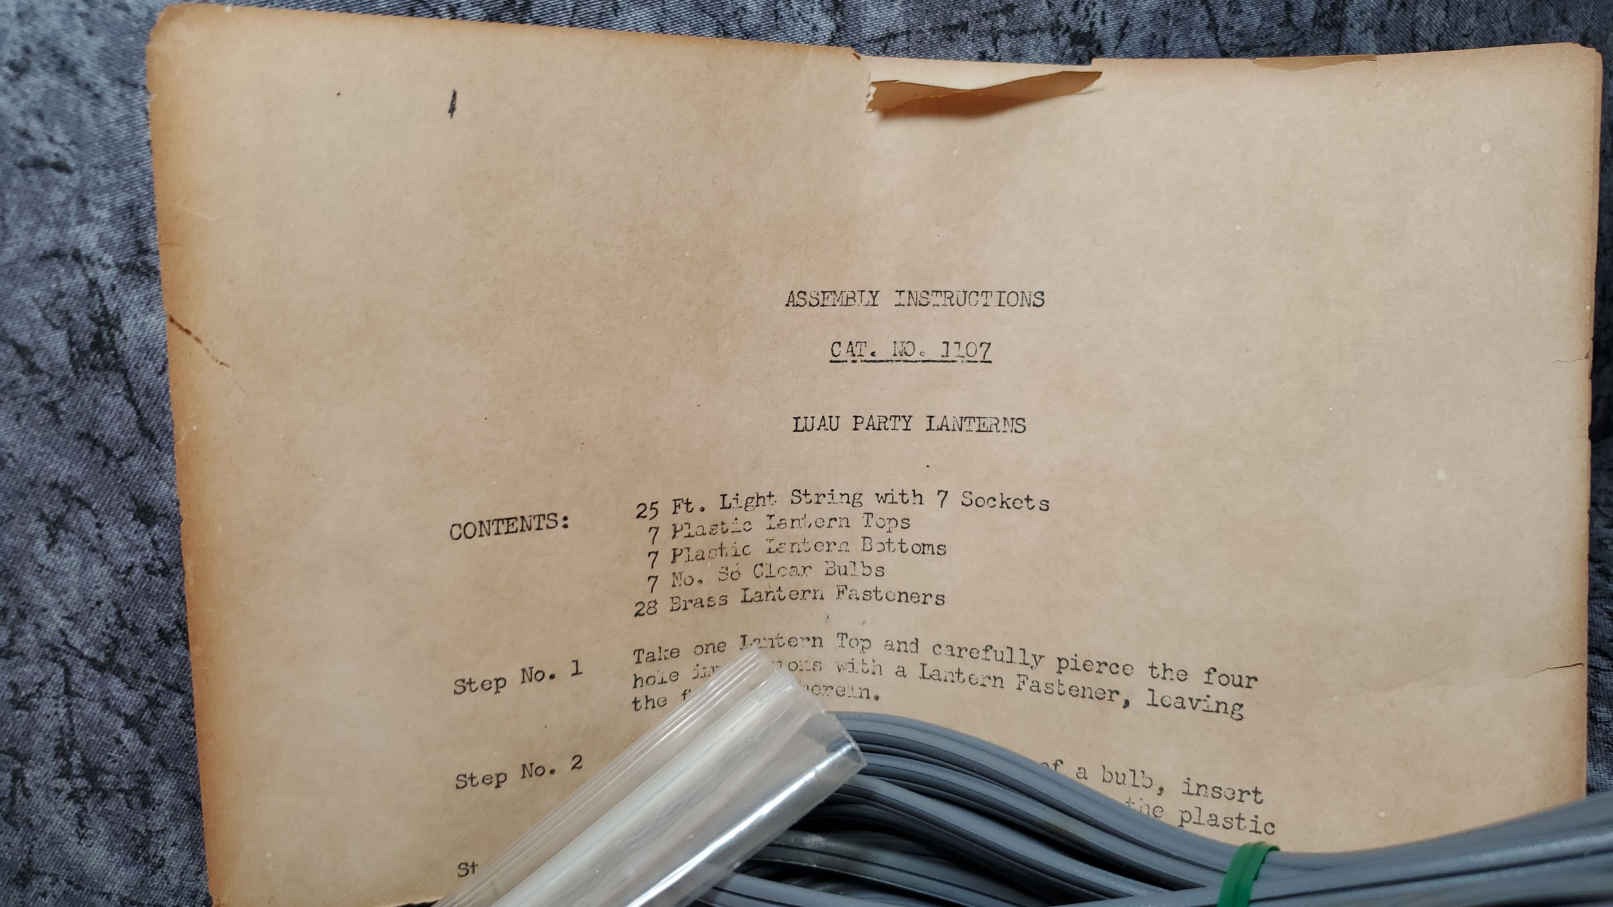 ASSEMBLY INSTRUCTIONS
CAT. NO. 1107
LUAU PARTY LANTERNS
CONTENTS: 25 Ft. Light String with 7 Sockets
7 Plastic Lantern Tops
7 Plastic Lantern Bottoms
7 No. S6 Clear Bulbs
28 Brass Lantern Fasteners
Step No. 1 Take one Lantern Top and carefully pierce the four
hole with a Lantern Fastener, leaving
the
Step No. 2 of a bulb, insert
the plastic